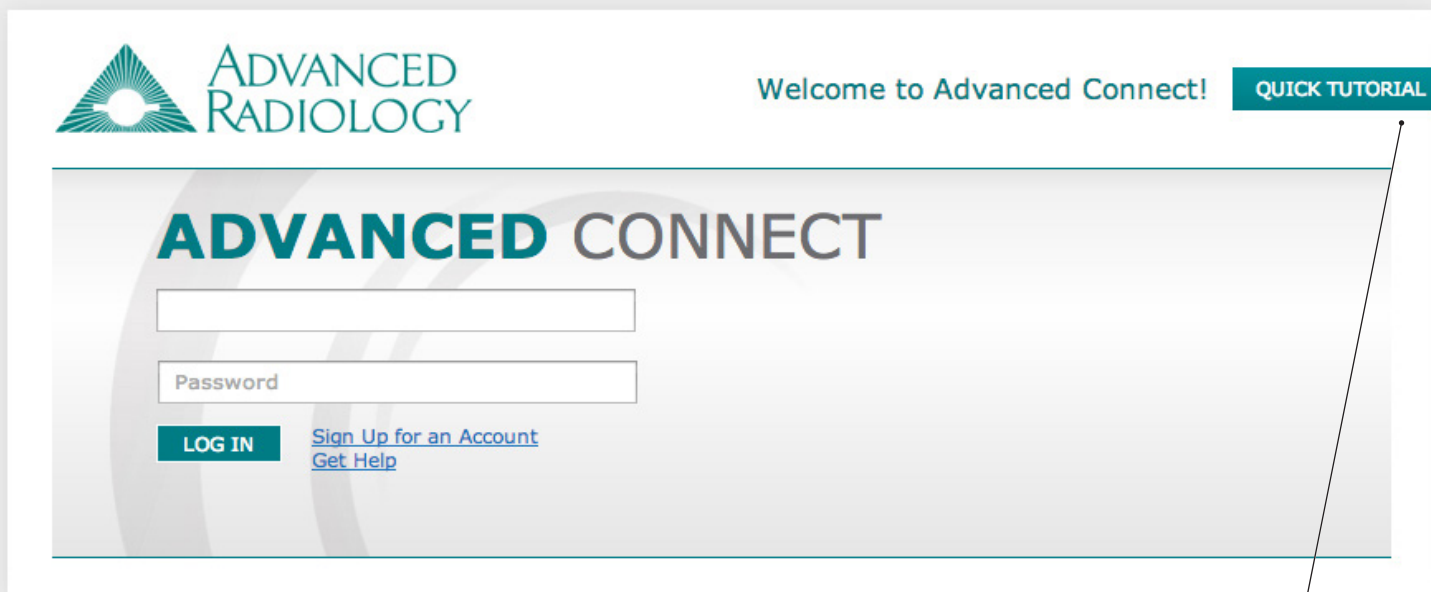 ADVANCED
RADIOLOGY
Welcome to Advanced Connect!
QUICK TUTORIAL
ADVANCED CONNECT
Password
LOG IN
Sign Up for an Account
Get Help